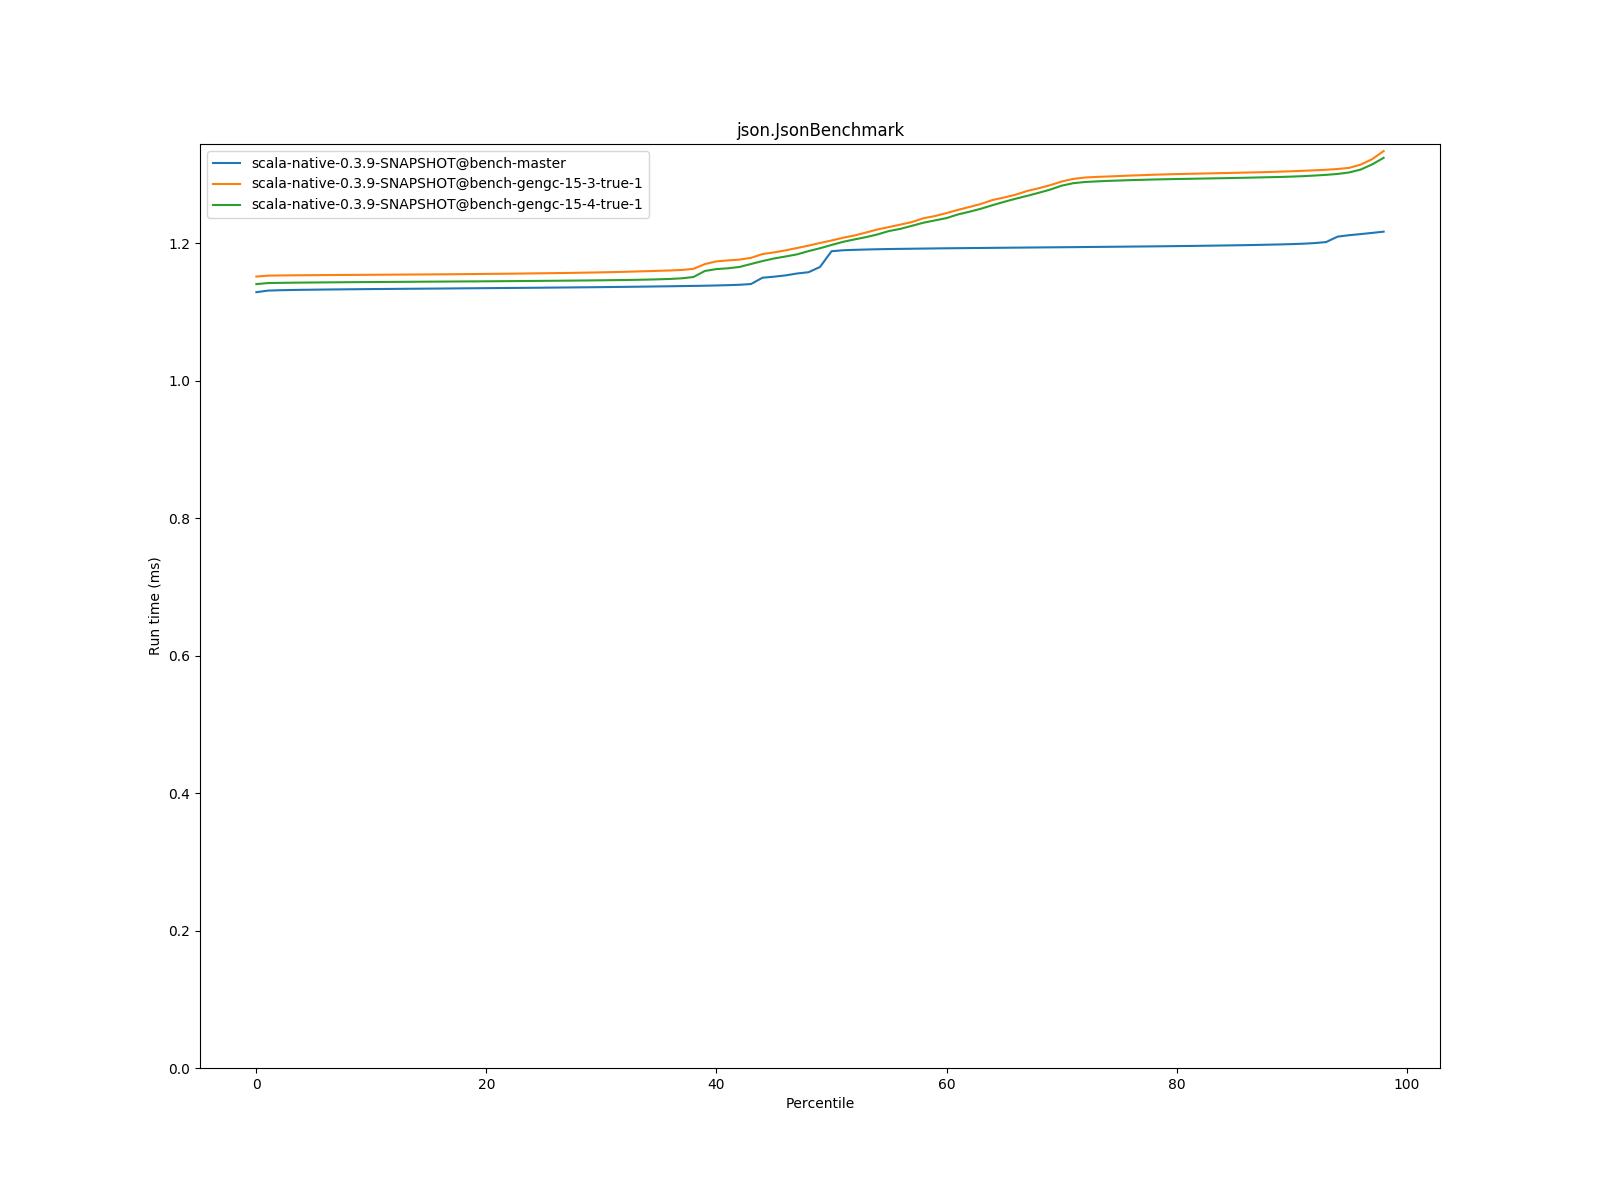 json.JsonBenchmark
scala-native-0.3.9-SNAPSHOT@bench-master
scala-native-0.3.9-SNAPSHOT@bench-gengc-15-3-true-1
scala-native-0.3.9-SNAPSHOT@bench-gengc-15-4-true-1
1.2
1.0
0.8
0.6
0.4
0.2
0.0
Run time (ms)
0 20 40 60 80 100
Percentile